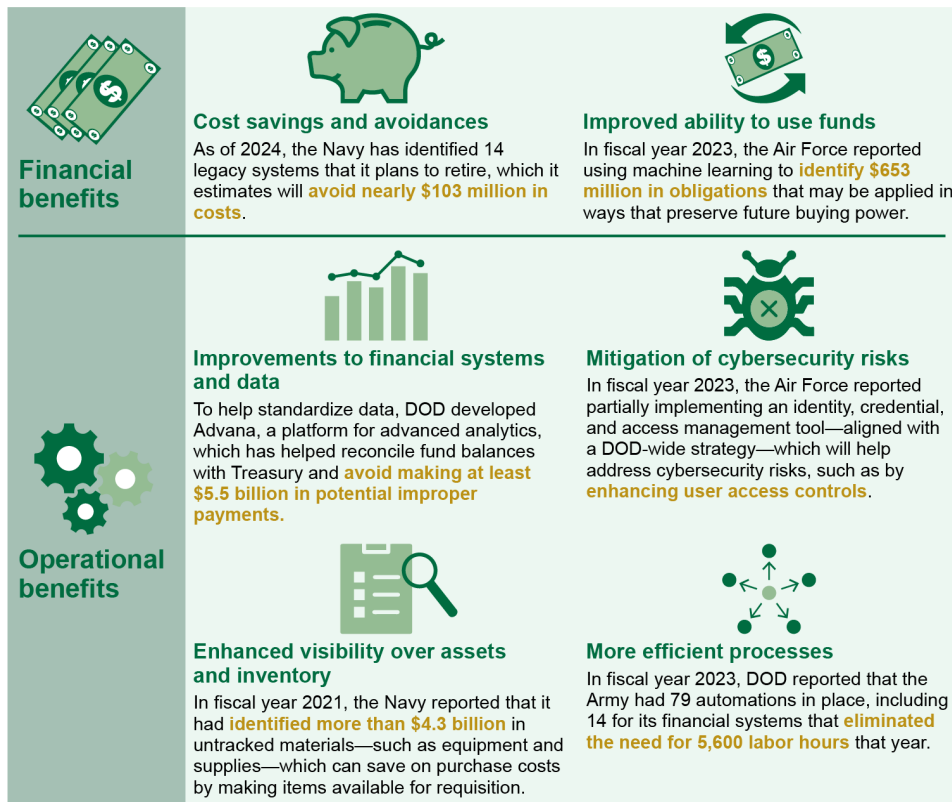 Financial
benefits
Cost savings and avoidances
As of 2024, the Navy has identified 14
legacy systems that it plans to retire, which it
estimates will avoid nearly $103 million in
costs.
Improved ability to use funds
In fiscal year 2023, the Air Force reported
using machine learning to identify $653
million in obligations that may be applied in
ways that preserve future buying power.
Operational
benefits
Improvements to financial systems
and data
To help standardize data, DOD developed
Advana, a platform for advanced analytics,
which has helped reconcile fund balances
with Treasury and avoid making at least
$5.5 billion in potential improper
payments.
Mitigation of cybersecurity risks
In fiscal year 2023, the Air Force reported
partially implementing an identity, credential,
and access management tool—aligned with
a DOD-wide strategy—which will help
address cybersecurity risks, such as by
enhancing user access controls.
Enhanced visibility over assets
and inventory
In fiscal year 2021, the Navy reported that it
had identified more than $4.3 billion in
untracked materials—such as equipment and
supplies—which can save on purchase costs
by making items available for requisition.
More efficient processes
In fiscal year 2023, DOD reported that the
Army had 79 automations in place, including
14 for its financial systems that eliminated
the need for 5,600 labor hours that year.